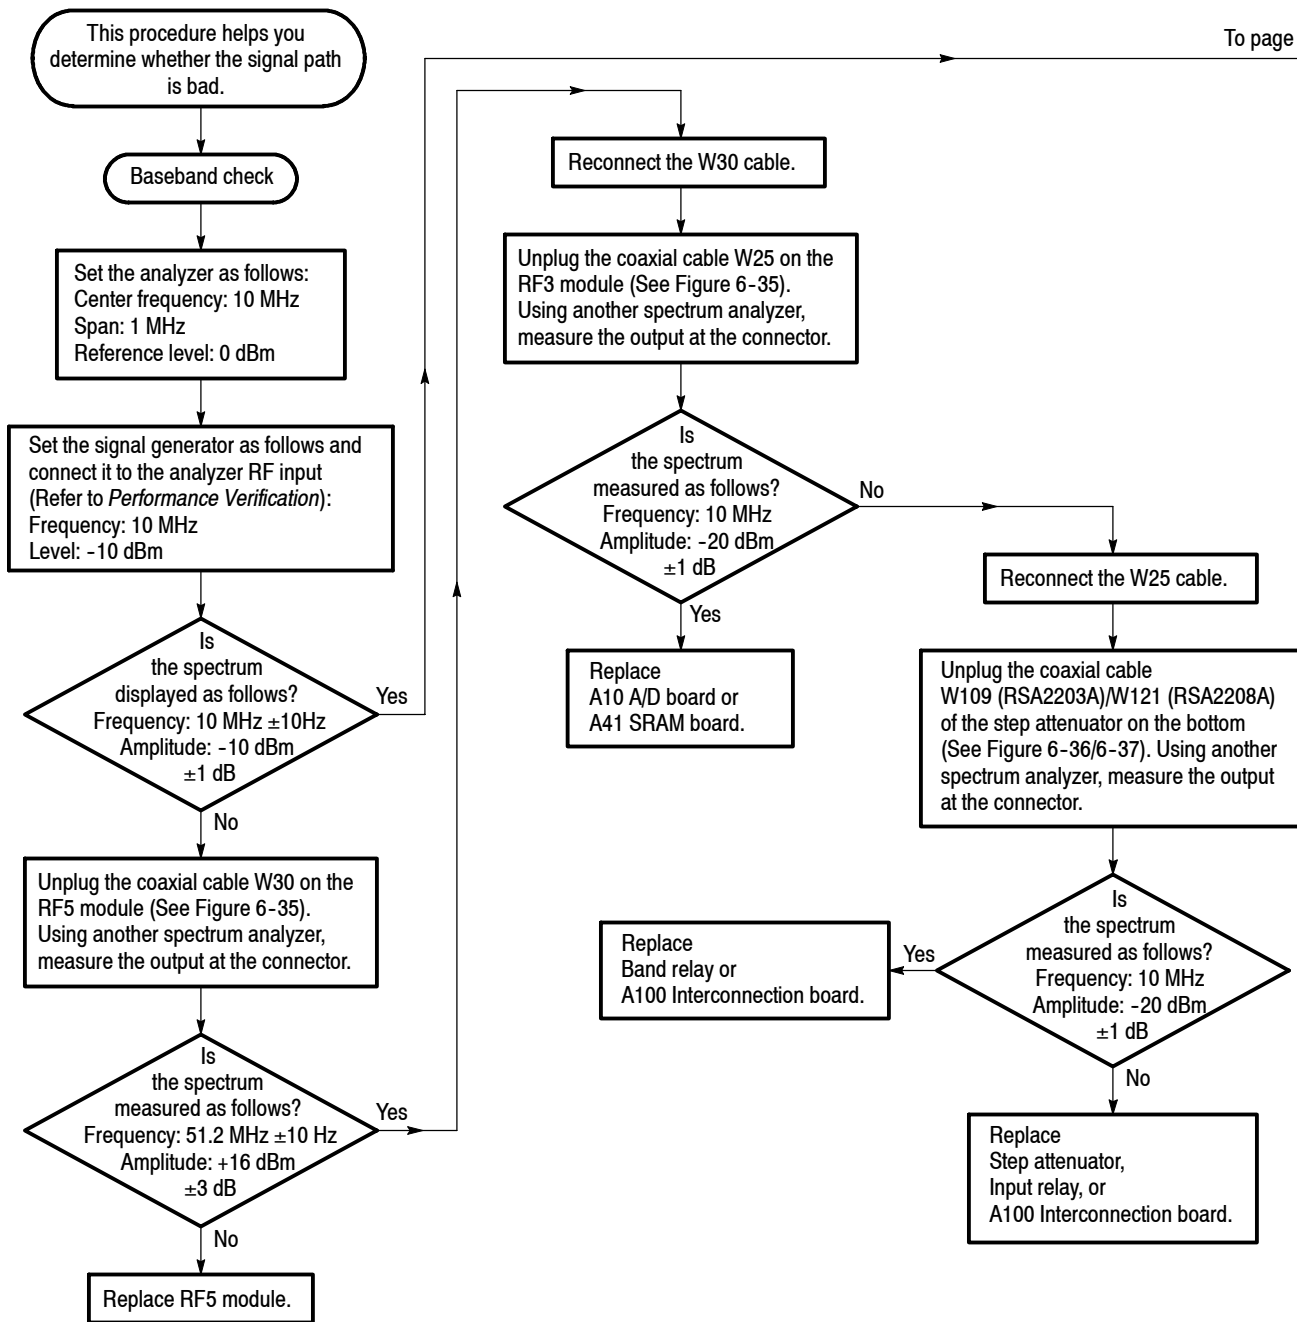 This procedure helps you
determine whether the signal path
is bad.
Baseband check
Set the analyzer as follows:
Center frequency: 10 MHz
Span: 1 MHz
Reference level: 0 dBm
Set the signal generator as follows and
connect it to the analyzer RF input
(Refer to Performance Verification):
Frequency: 10 MHz
Level: -10 dBm
Is
the spectrum
displayed as follows?
Frequency: 10 MHz ±10Hz
Amplitude: -10 dBm
±1 dB
Yes
No
To page
Unplug the coaxial cable W30 on the
RF5 module (See Figure 6-35).
Using another spectrum analyzer,
measure the output at the connector.
Is
the spectrum
measured as follows?
Frequency: 51.2 MHz ±10 Hz
Amplitude: +16 dBm
±3 dB
Yes
No
Replace RF5 module.
Reconnect the W30 cable.
Unplug the coaxial cable W25 on the
RF3 module (See Figure 6-35).
Using another spectrum analyzer,
measure the output at the connector.
Is
the spectrum
measured as follows?
Frequency: 10 MHz
Amplitude: -20 dBm
±1 dB
No
Yes
Replace
A10 A/D board or
A41 SRAM board.
Reconnect the W25 cable.
Unplug the coaxial cable
W109 (RSA2203A)/W121 (RSA2208A)
of the step attenuator on the bottom
(See Figure 6-36/6-37). Using another
spectrum analyzer, measure the output
at the connector.
Is
the spectrum
measured as follows?
Frequency: 10 MHz
Amplitude: -20 dBm
±1 dB
Yes
No
Replace
Band relay or
A100 Interconnection board.
Replace
Step attenuator,
Input relay, or
A100 Interconnection board.